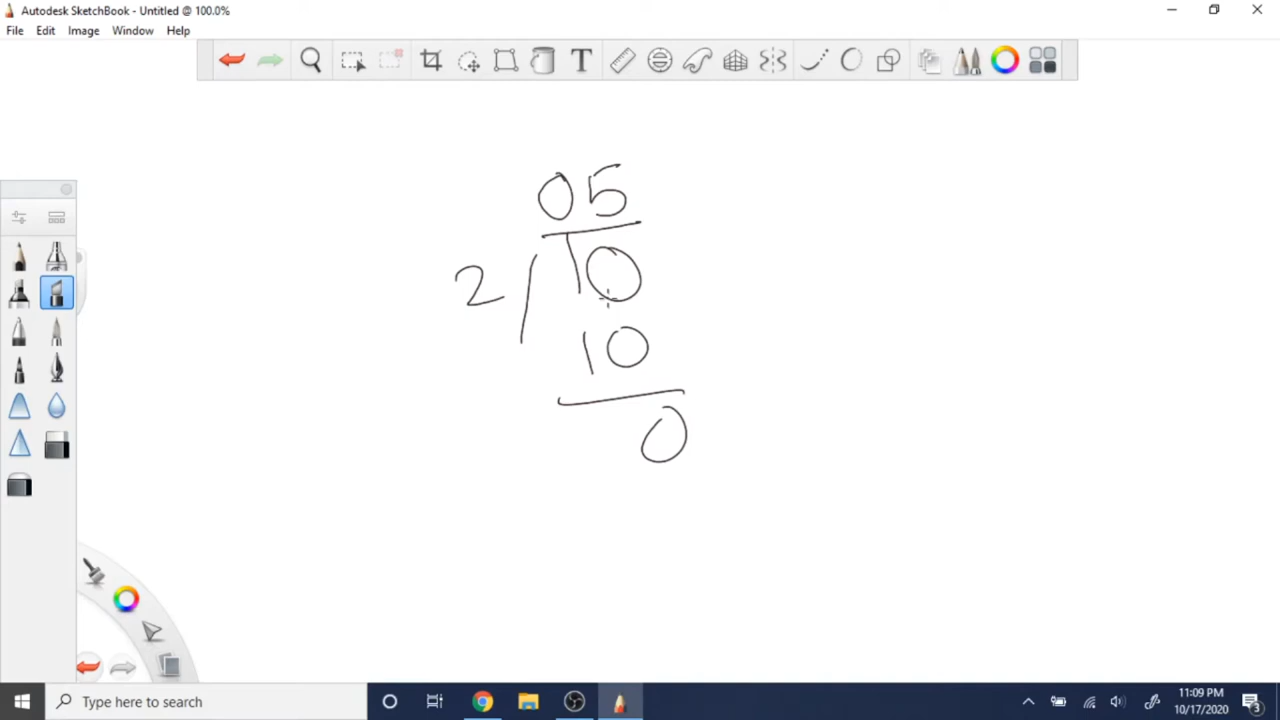 Autodesk SketchBook - Untitled @ 100.0%
File Edit Image Window Help
T
05
2/10
10
0
Type here to search
11:09 PM
10/17/2020
3